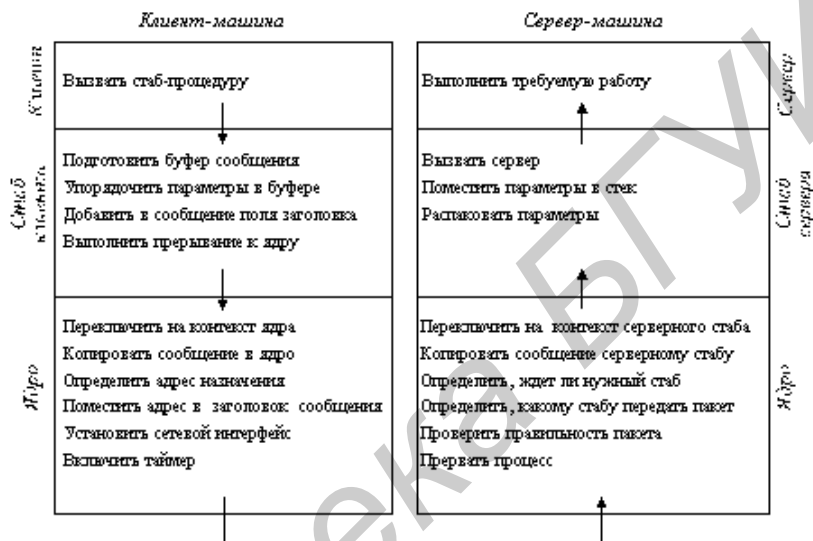 Клиент-машина
Сервер-машина
Клиент
Вызвать стаб-процедуру
Стаб клиента
Подготовить буфер сообщения
Упорядочить параметры в буфере
Добавить в сообщение поля заголовка
Выполнить прерывание к ядру
Ядро
Переключить на контекст ядра
Копировать сообщение в ядро
Определить адрес назначения
Поместить адрес в заголовок сообщения
Установить сетевой интерфейс
Включить таймер
Выполнить требуемую работу
Сервер
Вызвать сервер
Поместить параметры в стек
Распаковать параметры
Стаб сервера
Переключить на контекст серверного стаба
Копировать сообщение серверному стабу
Определить, ждет ли нужный стаб
Определить, какому стабу передать пакет
Проверить правильность пакета
Прервать процесс
Ядро
ека БГУИ